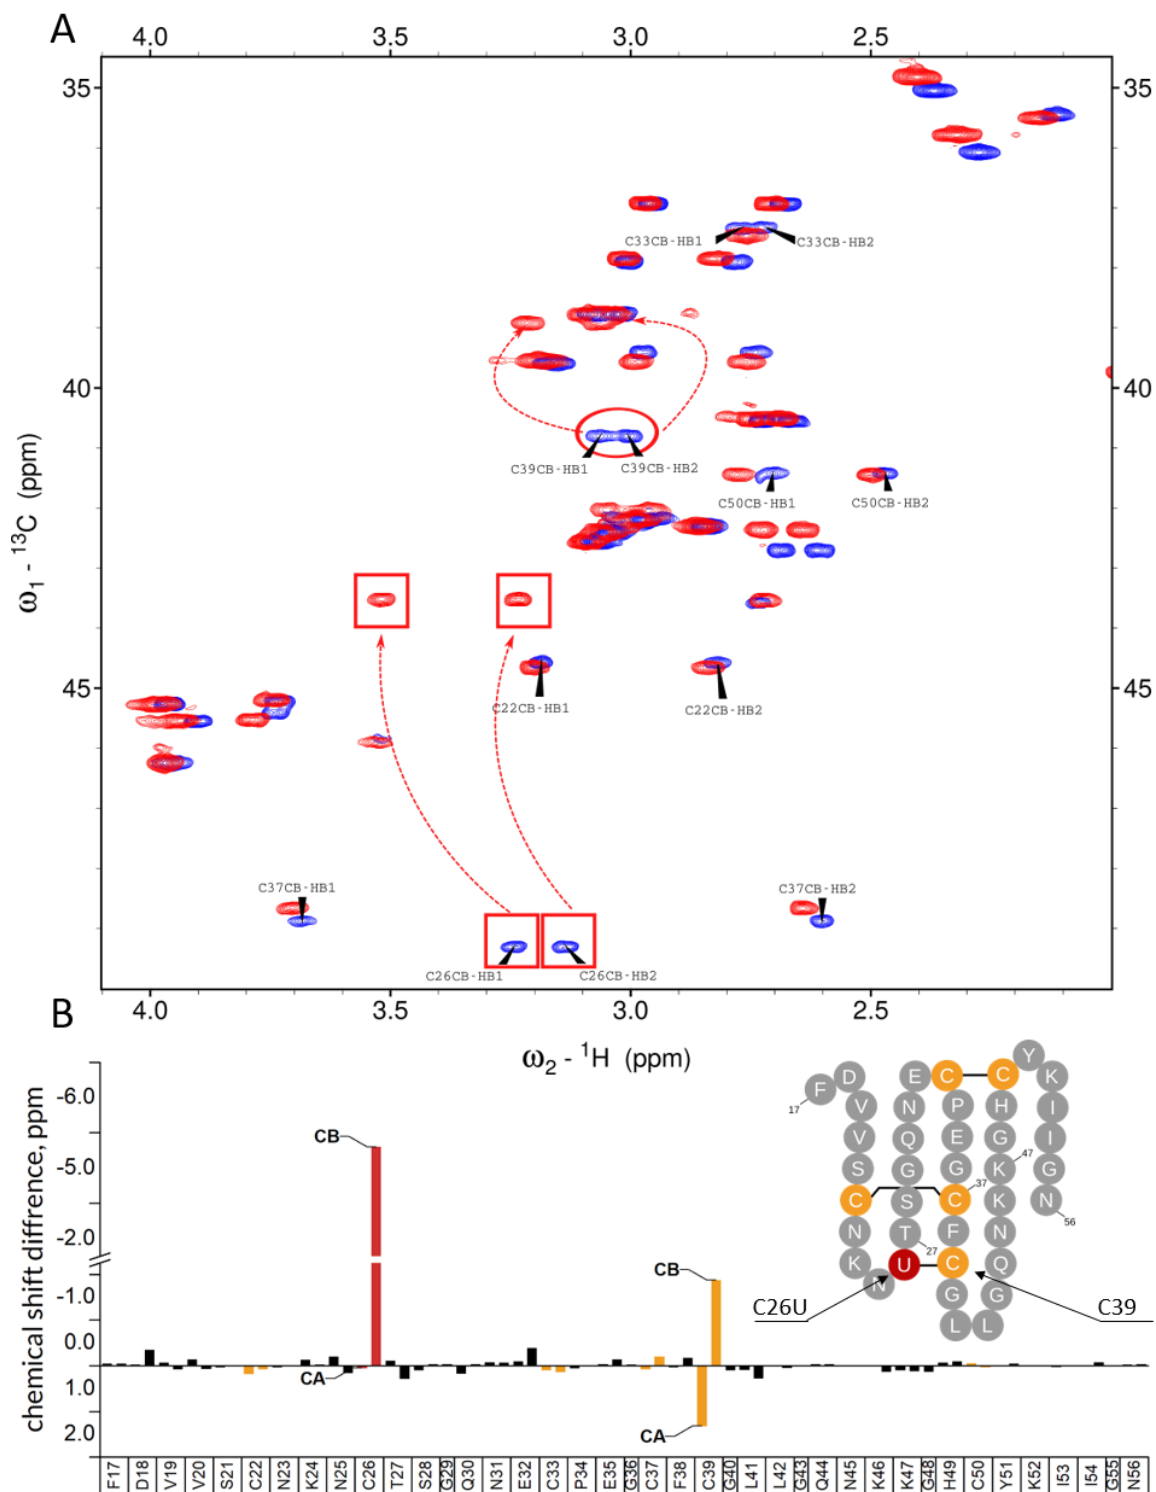 A
4.0 3.5 3.0 2.5
35 35
C33CB-HB1 C33CB-HB2
40 40
C39CB-HB1 C39CB-HB2
C50CB-HB1 C50CB-HB2
ω1 - 13C (ppm)
45 45
C22CB-HB1 C22CB-HB2
C37CB-HB1 C37CB-HB2
C26CB-HB1 C26CB-HB2
4.0 3.5 3.0 2.5
B
ω2 - 1H (ppm)
chemical shift diffrence, ppm
-6.0
-5.0
-2.0
-1.0
0.0
1.0
2.0
CB
CA
CB
CA
F D V V S C N K N U T S G Q N E C P E G C F C G L L G Q N K K G H C Y K I I G N
17
27
37
47
56
C26U
C39
F17 D18 V19 V20 S21 C22 N23 K24 N25 C26 T27 S28 G29 Q30 N31 E32 C33 P34 E35 G36 C37 F38 C39 G40 L41 L42 G43 Q44 N45 K46 K47 G48 H49 C50 Y51 K52 I53 I54 G55 N56